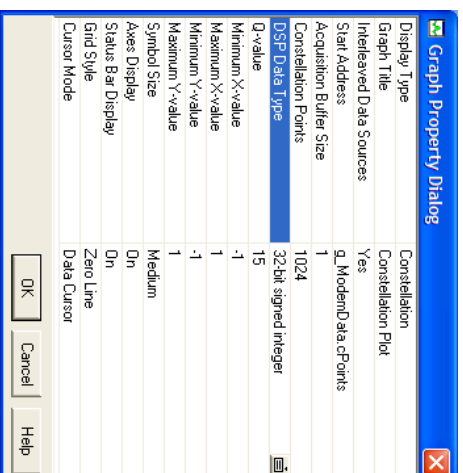 Graph Property Dialog
Display Type Constellation
Graph Title Constellation Plot
Interleaved Data Sources Yes
Start Address g_ModemData.cPoints
Acquisition Buffer Size 1
Constellation Points 1024
DSP Data Type 32-bit signed integer
Q-value 15
Minimum X-value -1
Maximum X-value 1
Minimum Y-value -1
Maximum Y-value 1
Symbol Size Medium
Axes Display On
Status Bar Display On
Grid Style Zero Line
Cursor Mode Data Cursor
OK Cancel Help